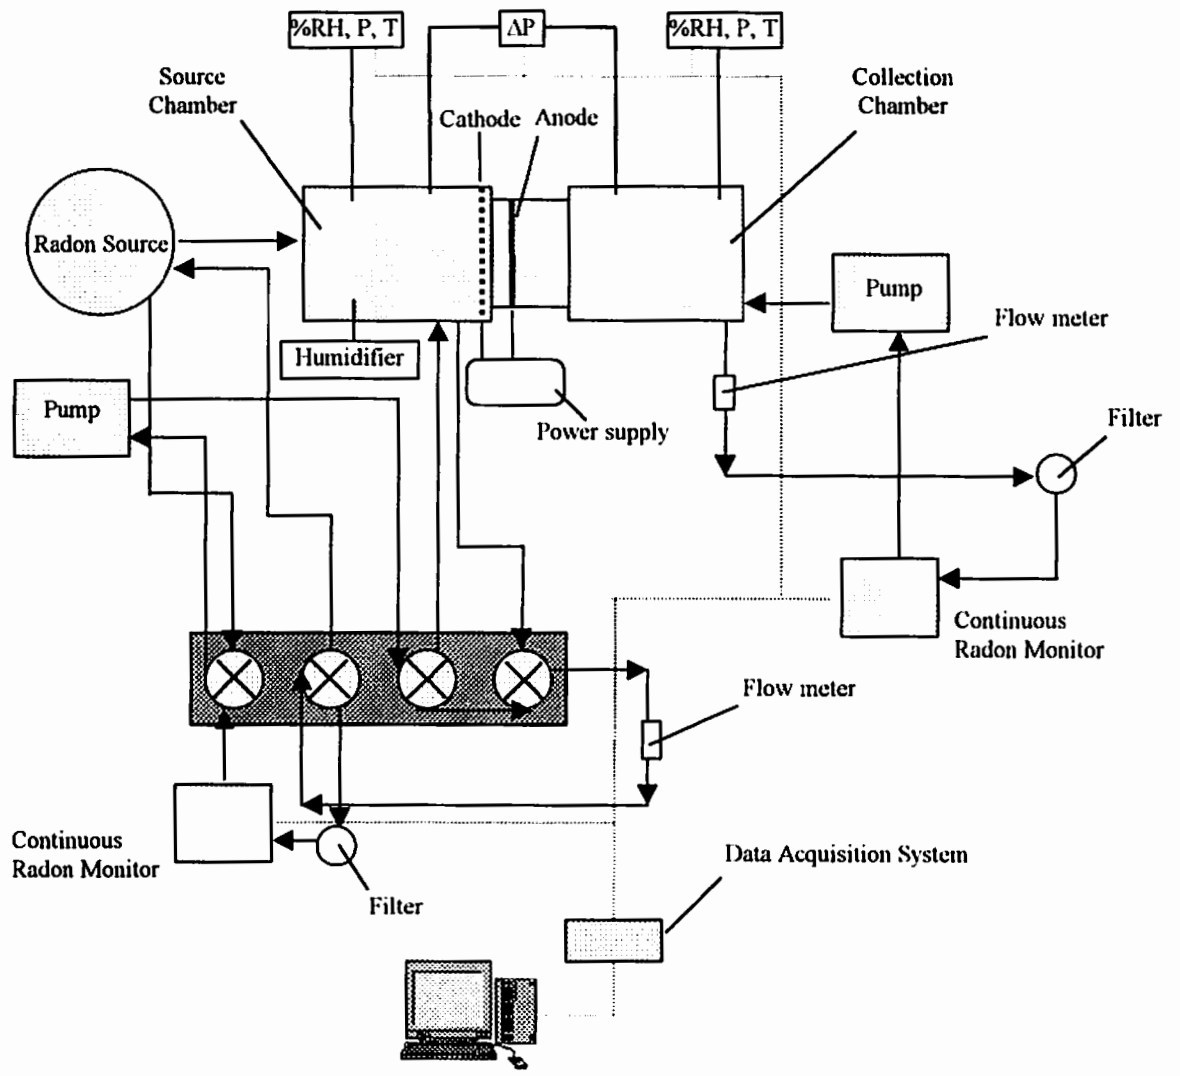 %RH, P, T
ΔP
%RH, P, T
Source
Chamber
Collection
Chamber
Cathode
Anode
Radon Source
Pump
Flow meter
Humidifier
Pump
Power supply
Filter
Continuous
Radon Monitor
Flow meter
Continuous
Radon Monitor
Data Acquisition System
Filter